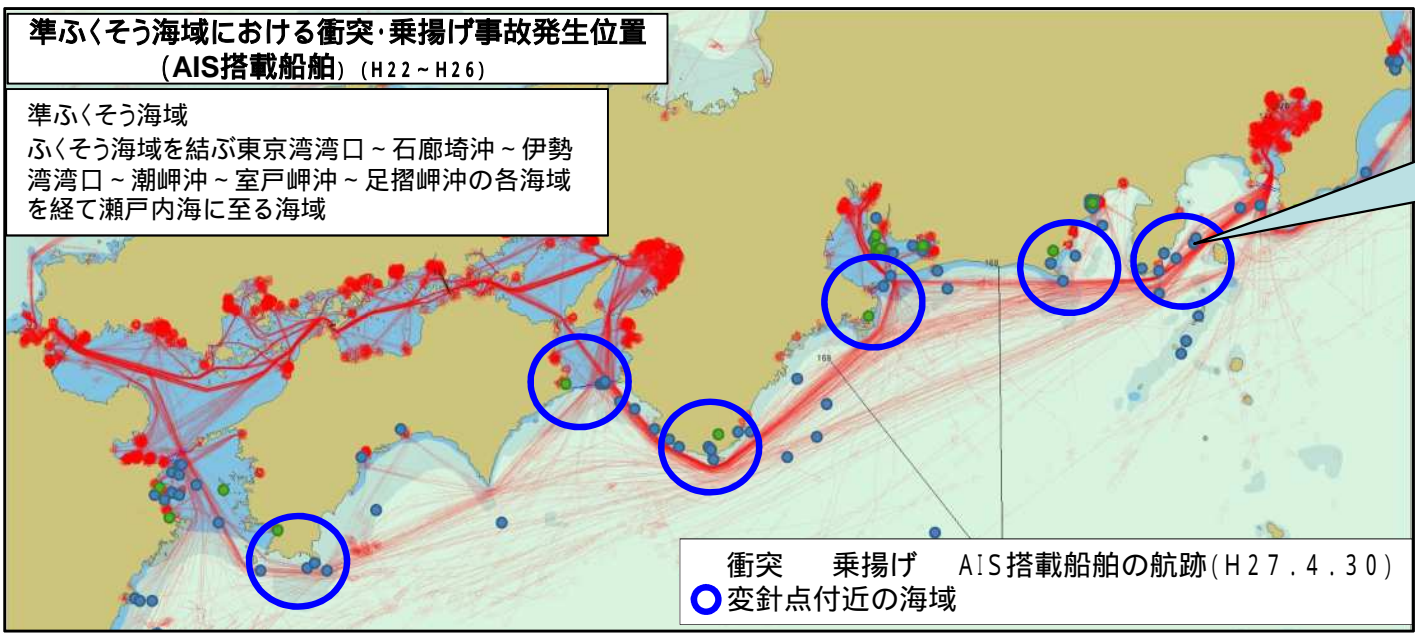 準ふくそう海域における衝突・乗揚げ事故発生位置
(AIS搭載船舶) (H22~H26)
準ふくそう海域
ふくそう海域を結ぶ東京湾湾口~石廊埼沖~伊勢
湾湾口~潮岬沖~室戸岬沖~足摺岬沖の各海域
を経て瀬戸内海に至る海域
169
169
衝突 乗揚げ AIS搭載船舶の航跡(H27.4.30)
変針点付近の海域